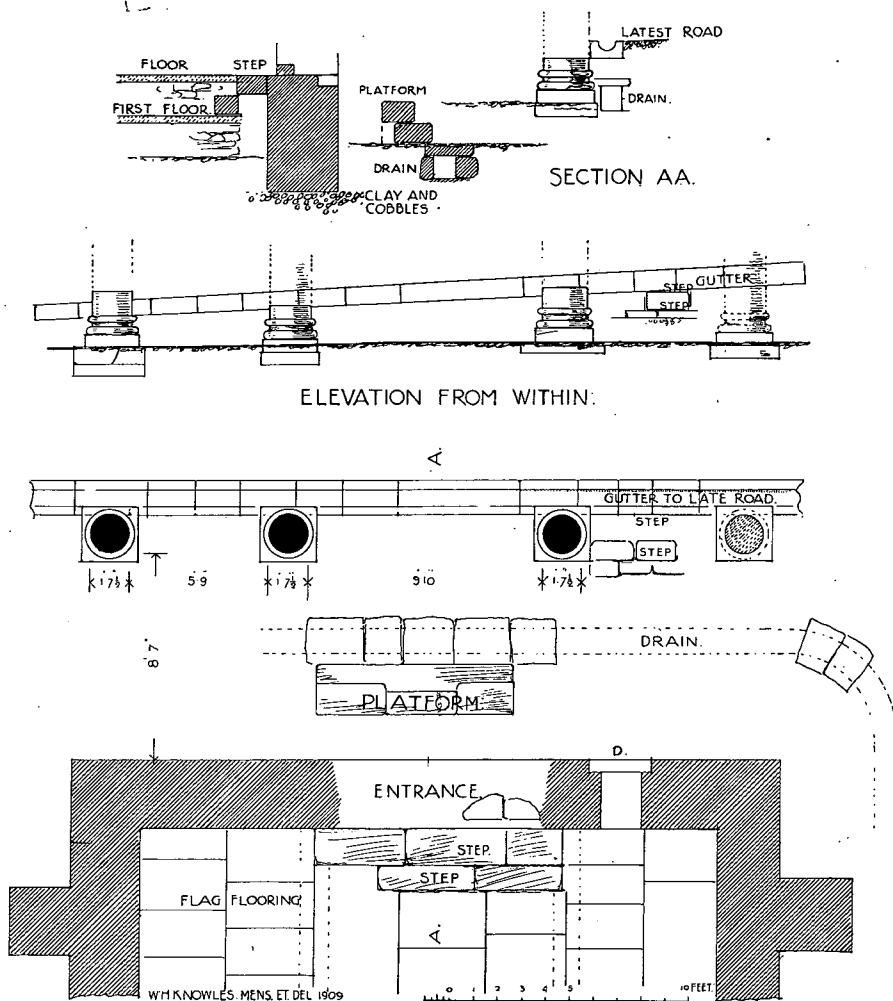 LATEST ROAD
FLOOR STEP
PLATFORM
FIRST FLOOR
DRAIN.
DRAIN
SECTION AA.
CLAY AND
COBBLES
STEP GUTTER
STEP
ELEVATION FROM WITHIN.
A.
GUTTER TO LATE ROAD.
STEP
STEP
1 7½ 5·9 1 7½ 9 10 1·7½
8'7"
DRAIN.
PLATFORM.
D.
ENTRANCE.
STEP.
STEP
FLAG FLOORING
A.
W H KNOWLES. MENS. ET. DEL 1909
0 1 2 3 4 5 10 FEET.